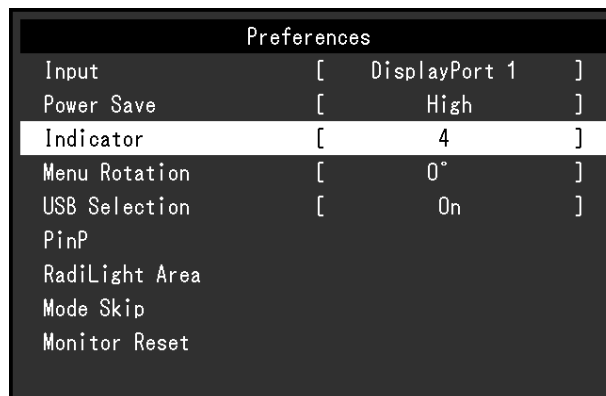 Preferences
Input [ DisplayPort 1 ]
Power Save [ High ]
Indicator [ 4 ]
Menu Rotation [ 0° ]
USB Selection [ On ]
PinP
RadiLight Area
Mode Skip
Monitor Reset